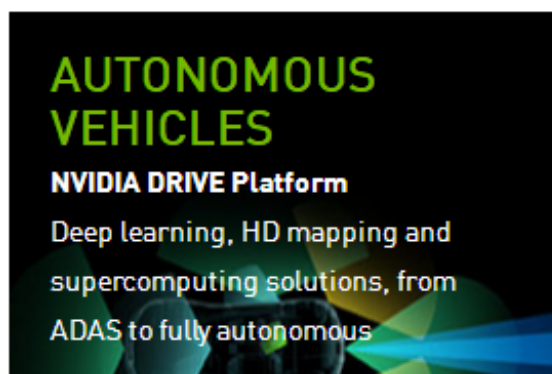 AUTONOMOUS
VEHICLES
NVIDIA DRIVE Platform
Deep learning, HD mapping and
supercomputing solutions, from
ADAS to fully autonomous